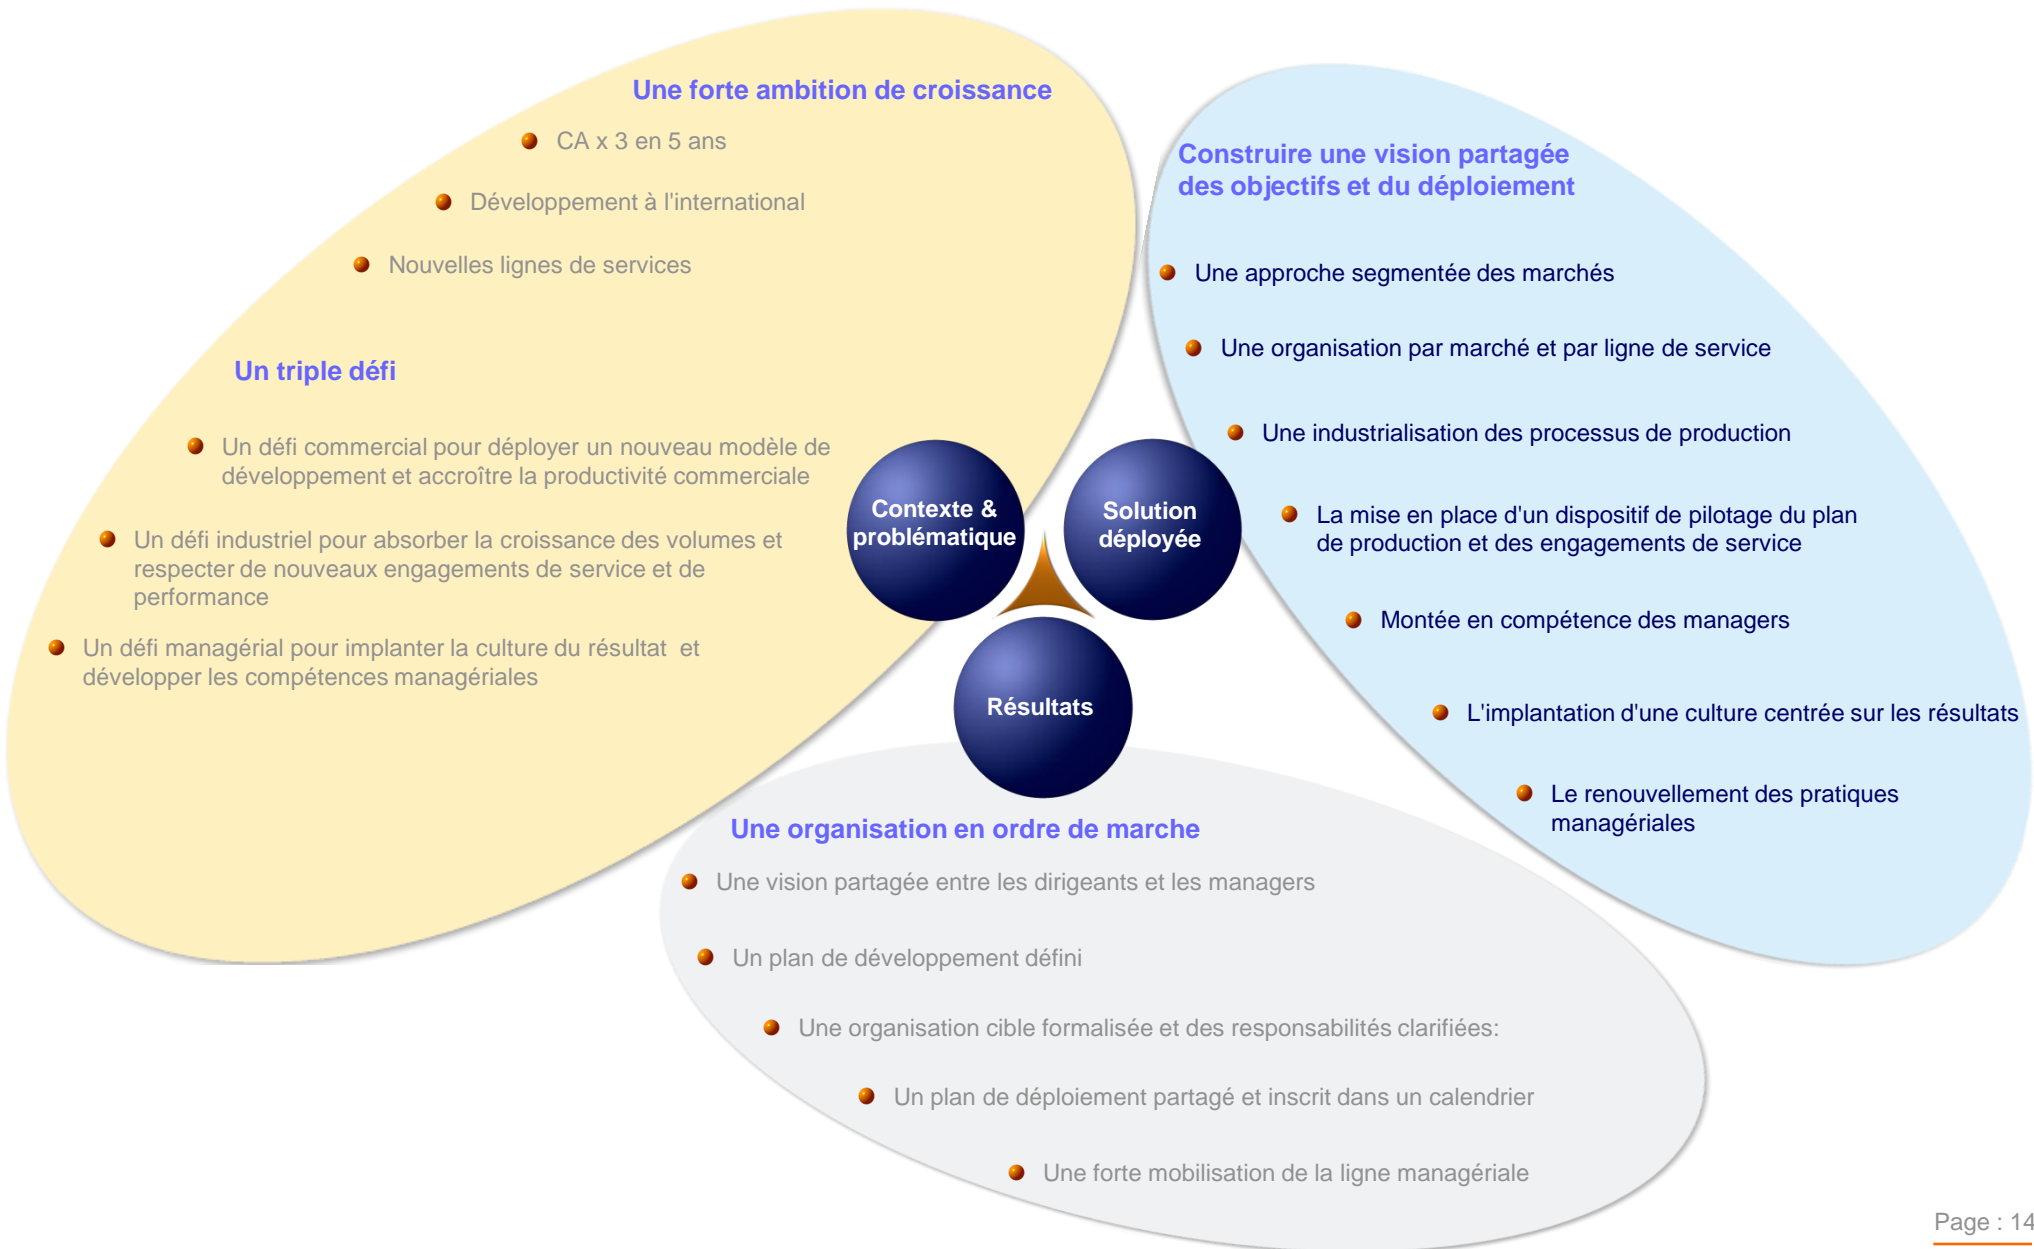 Une forte ambition de croissance
CA x 3 en 5 ans
Développement à l'international
Nouvelles lignes de services
Un triple défi
Un défi commercial pour déployer un nouveau modèle de
développement et accroître la productivité commerciale
Un défi industriel pour absorber la croissance des volumes et
respecter de nouveaux engagements de service et de
performance
Un défi managérial pour implanter la culture du résultat  et
développer les compétences managériales
Contexte &
problématique
Solution
déployée
Résultats
Construire une vision partagée
des objectifs et du déploiement
Une approche segmentée des marchés
Une organisation par marché et par ligne de service
Une industrialisation des processus de production
La mise en place d'un dispositif de pilotage du plan
de production et des engagements de service
Montée en compétence des managers
L'implantation d'une culture centrée sur les résultats
Le renouvellement des pratiques
managériales
Une organisation en ordre de marche
Une vision partagée entre les dirigeants et les managers
Un plan de développement défini
Une organisation cible formalisée et des responsabilités clarifiées:
Un plan de déploiement partagé et inscrit dans un calendrier
Une forte mobilisation de la ligne managériale
Page : 14